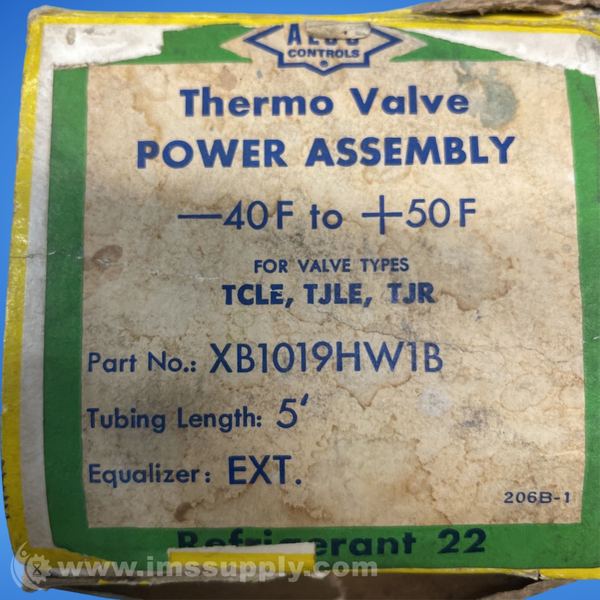 ALCO
CONTROLS
Thermo Valve
POWER ASSEMBLY
—40F to +50F
FOR VALVE TYPES
TCLE, TJLE, TJR
Part No.: XB1019HW1B
Tubing Length: 5'
Equalizer: EXT.
206B-1
Refrigerant 22
www.imssupply.com